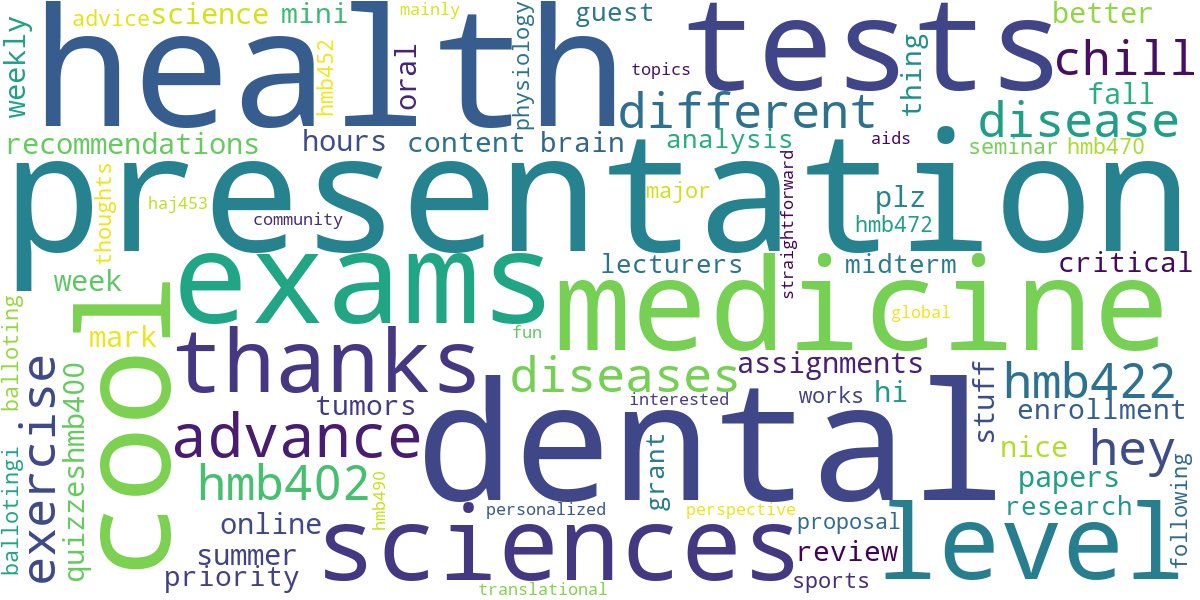 health
tests
advice
science
mini
mainly
guest
better
weekly
hmb452
oral
physiology
topics
chill
thing
fall
different
disease
recommendations
hours
content
brain
analysis
aids
seminar
hmb470
presentation
thoughts
haj453
community
major
straightforward
plz
hmb472
week
exams
lecturers
midterm
critical
medicine
global
balloting
cool
mark
thanks
fun
diseases
assignments
works
hi
stuff
hmb422
exercise
quizzeshmb400
tumors
interested
enrollment
advance
dental
nice
hey
ballotingi
hmb402
hmb490
grant
papers
following
online
sciences
personalized
perspective
proposal
level
research
summer
review
priority
translational
sports